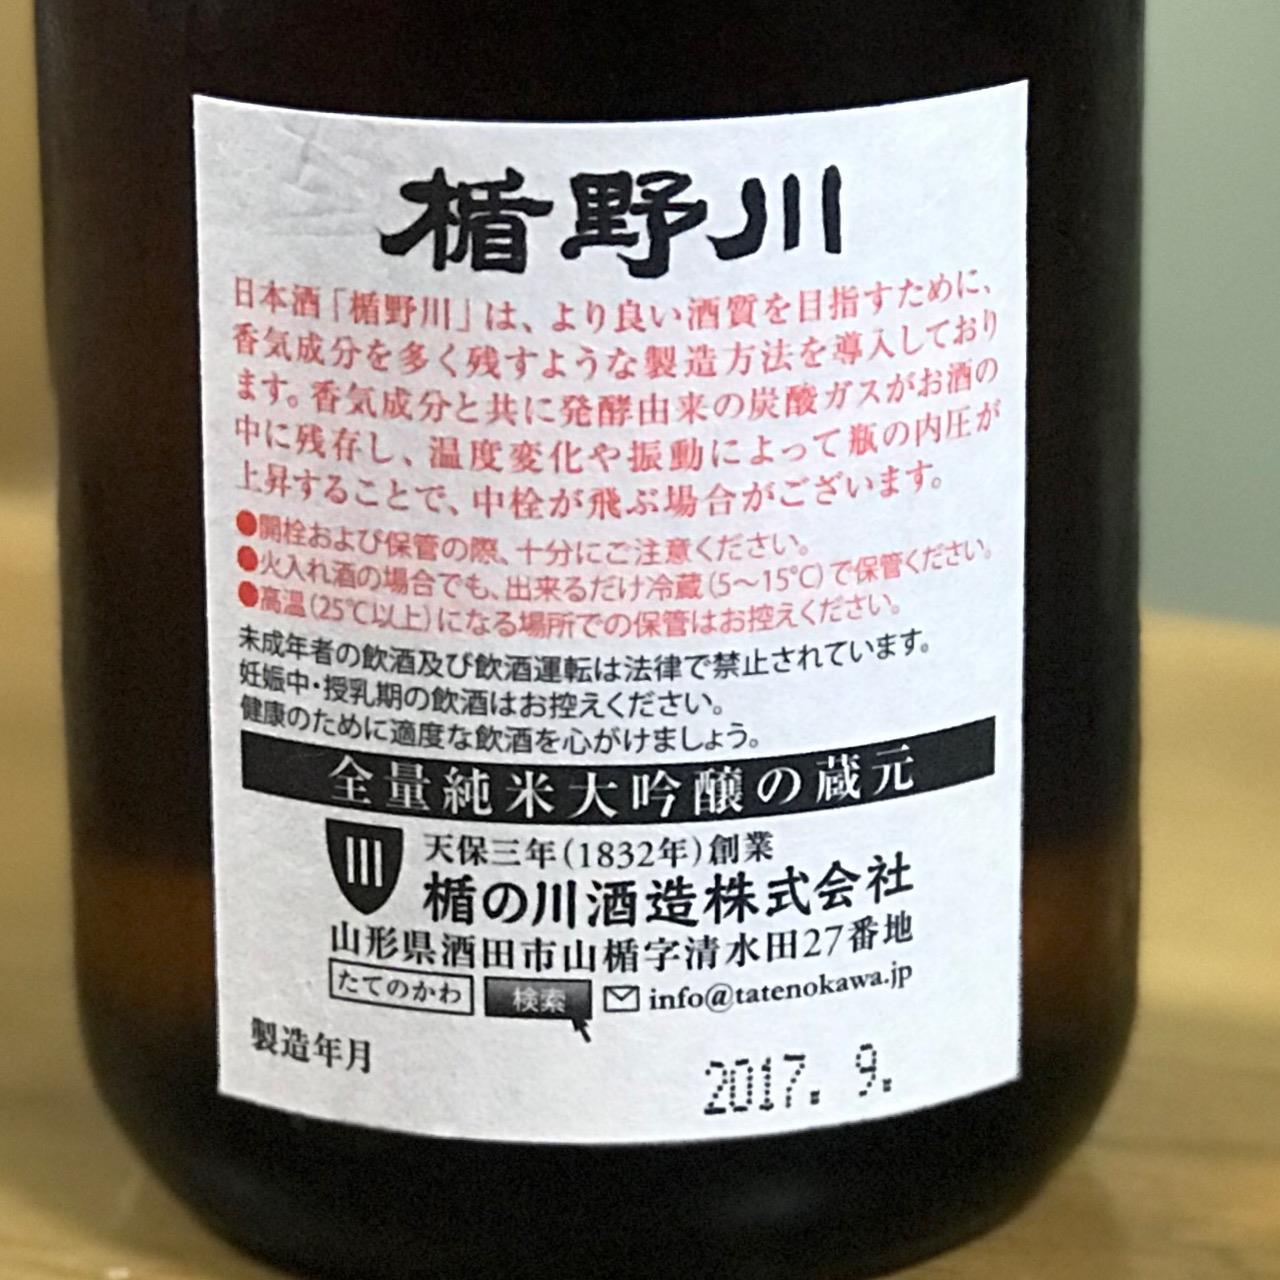 楯野川
日本酒「楯野川」は、より良い酒質を目指すために、
香気成分を多く残すような製造方法を導入しており
ます。香気成分と共に発酵由来の炭酸ガスがお酒の
中に残存し、温度変化や振動によって瓶の内圧が
上昇することで、中栓が飛ぶ場合がございます。
●開栓および保管の際、十分にご注意ください。
●火入れ酒の場合でも、出来るだけ冷蔵(5〜15℃)で保管ください。
●高温(25℃以上)になる場所での保管はお控えください。
未成年者の飲酒及び飲酒運転は法律で禁止されています。
妊娠中・授乳期の飲酒はお控えください。
健康のために適度な飲酒を心がけましょう。
全量純米大吟醸の蔵元
天保三年(1832年)創業
楯の川酒造株式会社
山形県酒田市山楯字清水田27番地
たてのかわ 検索 info@tatenokawa.jp
製造年月
2017. 9.